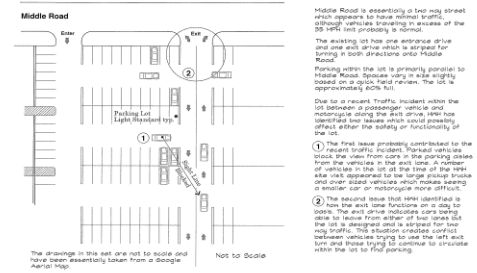 Middle Road
Enter
Exit
2
Parking Lot
Light Standard typ.
1
Sight Line
Blocked
The drawings in this set are not to scale and
have been essentially taken from a Google
Aerial Map.
Not to Scale
Middle Road is essentially a two way street
which appears to have minimal traffic,
although vehicles traveling in excess of the
35 MPH limit probably is normal.
The existing lot has one entrance drive
and one exit drive which is striped for
turning in both directions onto Middle
Road.
Parking within the lot is primarily parallel to
Middle Road. Spaces vary in size slightly
based on a quick field review. The lot is
approximately 60% full.
Due to a recent Traffic Incident within the
lot between a passenger vehicle and
motorcycle along the exit drive, HAH has
identified two issues which could possibly
affect either the safety or functionality of
the lot.
1 The first issue probably contributed to the
recent traffic incident. Parked vehicles
block the view from cars in the parking aisles
from the vehicles in the exit lane. A number
of vehicles in the lot at the time of the HAH
site visit appeared to be large pickup trucks
and over sized vehicles which makes seeing
a smaller car or motorcycle more difficult.
2 The second issue that HAH identified is
how the exit lane functions on a day to
basis. The exit drive indicates cars being
able to leave from either of two lanes but
the lot is designed and is striped for two
way traffic. This situation creates conflict
between vehicles trying to use the left exit
turn and those trying to continue to circulate
within the lot to find parking.